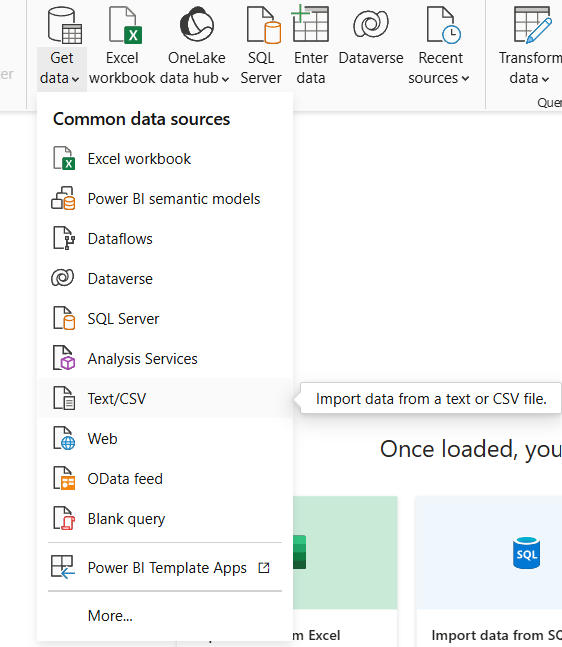 er
Get data
Excel workbook
OneLake data hub
SQL Server
Enter data
Dataverse
Recent sources
Transform data
Quer
Common data sources
Excel workbook
Power BI semantic models
Dataflows
Dataverse
SQL Server
Analysis Services
Text/CSV
Import data from a text or CSV file.
Web
Once loaded, you
OData feed
Blank query
SQL
Power BI Template Apps
More...
m Excel
Import data from SQ